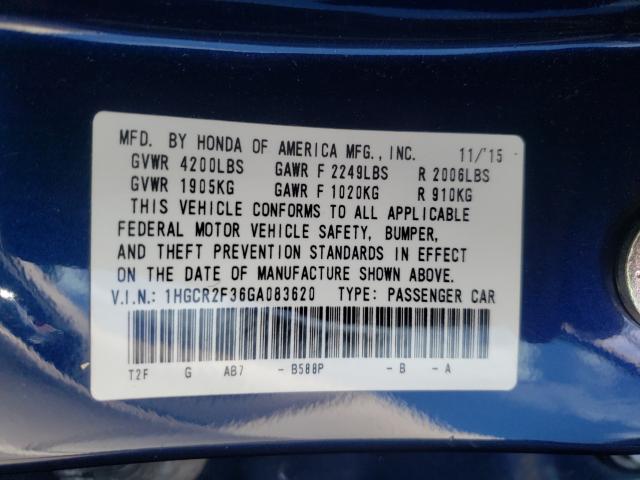 MFD. BY HONDA OF AMERICA MFG., INC. 11/'15
GVWR 4200LBS GAWR F 2249LBS R 2006LBS
GVWR 1905KG GAWR F 1020KG R 910KG
THIS VEHICLE CONFORMS TO ALL APPLICABLE
FEDERAL MOTOR VEHICLE SAFETY, BUMPER,
AND THEFT PREVENTION STANDARDS IN EFFECT
ON THE DATE OF MANUFACTURE SHOWN ABOVE.
V.I.N.: 1HGCR2F36GA083620 TYPE: PASSENGER CAR
T2F G AB7 - B588P - B - A